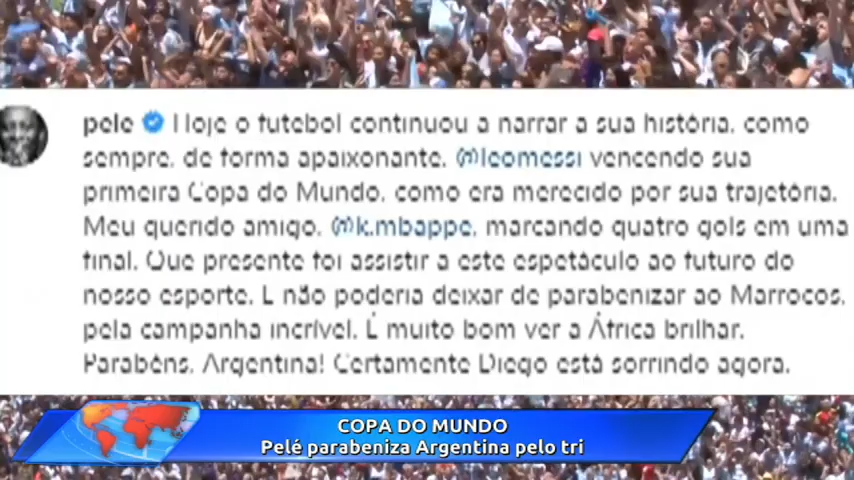 pele Hoje o futebol continuou a narrar a sua história, como
sempre, de forma apaixonante. @leomessi vencendo sua
primeira Copa do Mundo, como era merecido por sua trajetória.
Meu querido amigo, @k.mbappe, marcando quatro gols em uma
final. Que presente foi assistir a este espetáculo ao futuro do
nosso esporte. E não poderia deixar de parabenizar ao Marrocos,
pela campanha incrível. É muito bom ver a África brilhar.
Parabéns, Argentina! Certamente Diego está sorrindo agora.
COPA DO MUNDO
Pelé parabeniza Argentina pelo tri